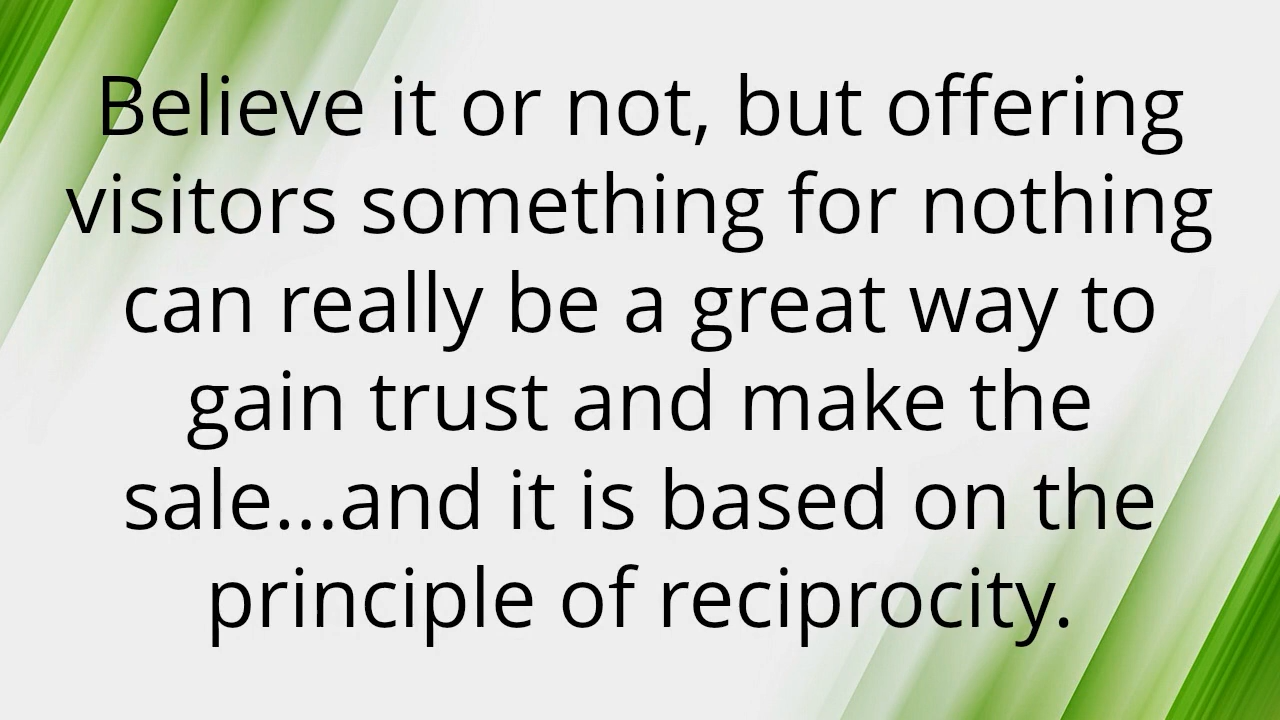 Believe it or not, but offering
visitors something for nothing
can really be a great way to
gain trust and make the
sale...and it is based on the
principle of reciprocity.